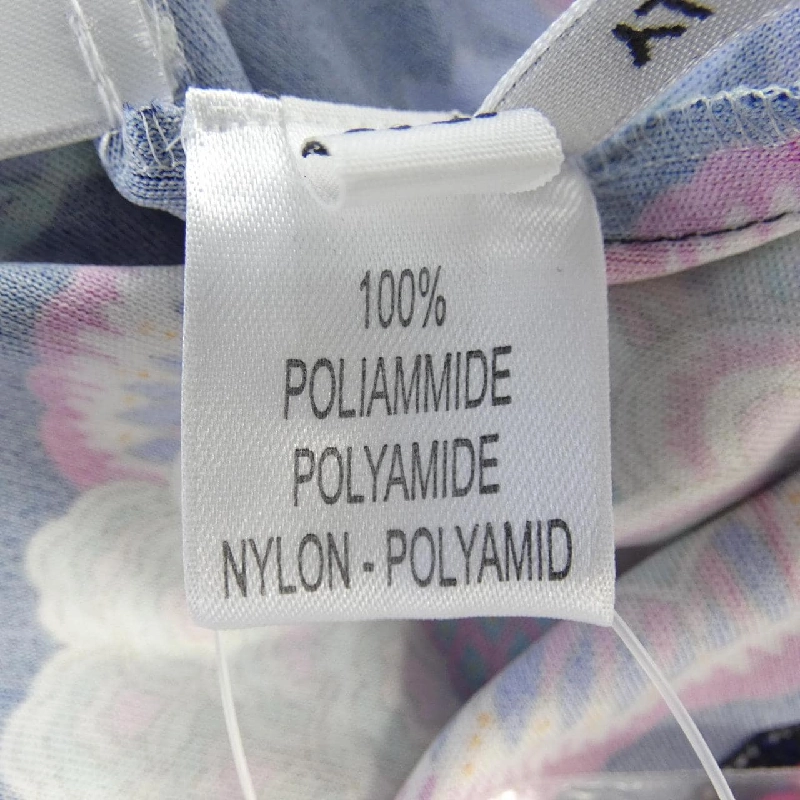 100%
POLIAMMIDE
POLYAMIDE
NYLON - POLYAMID